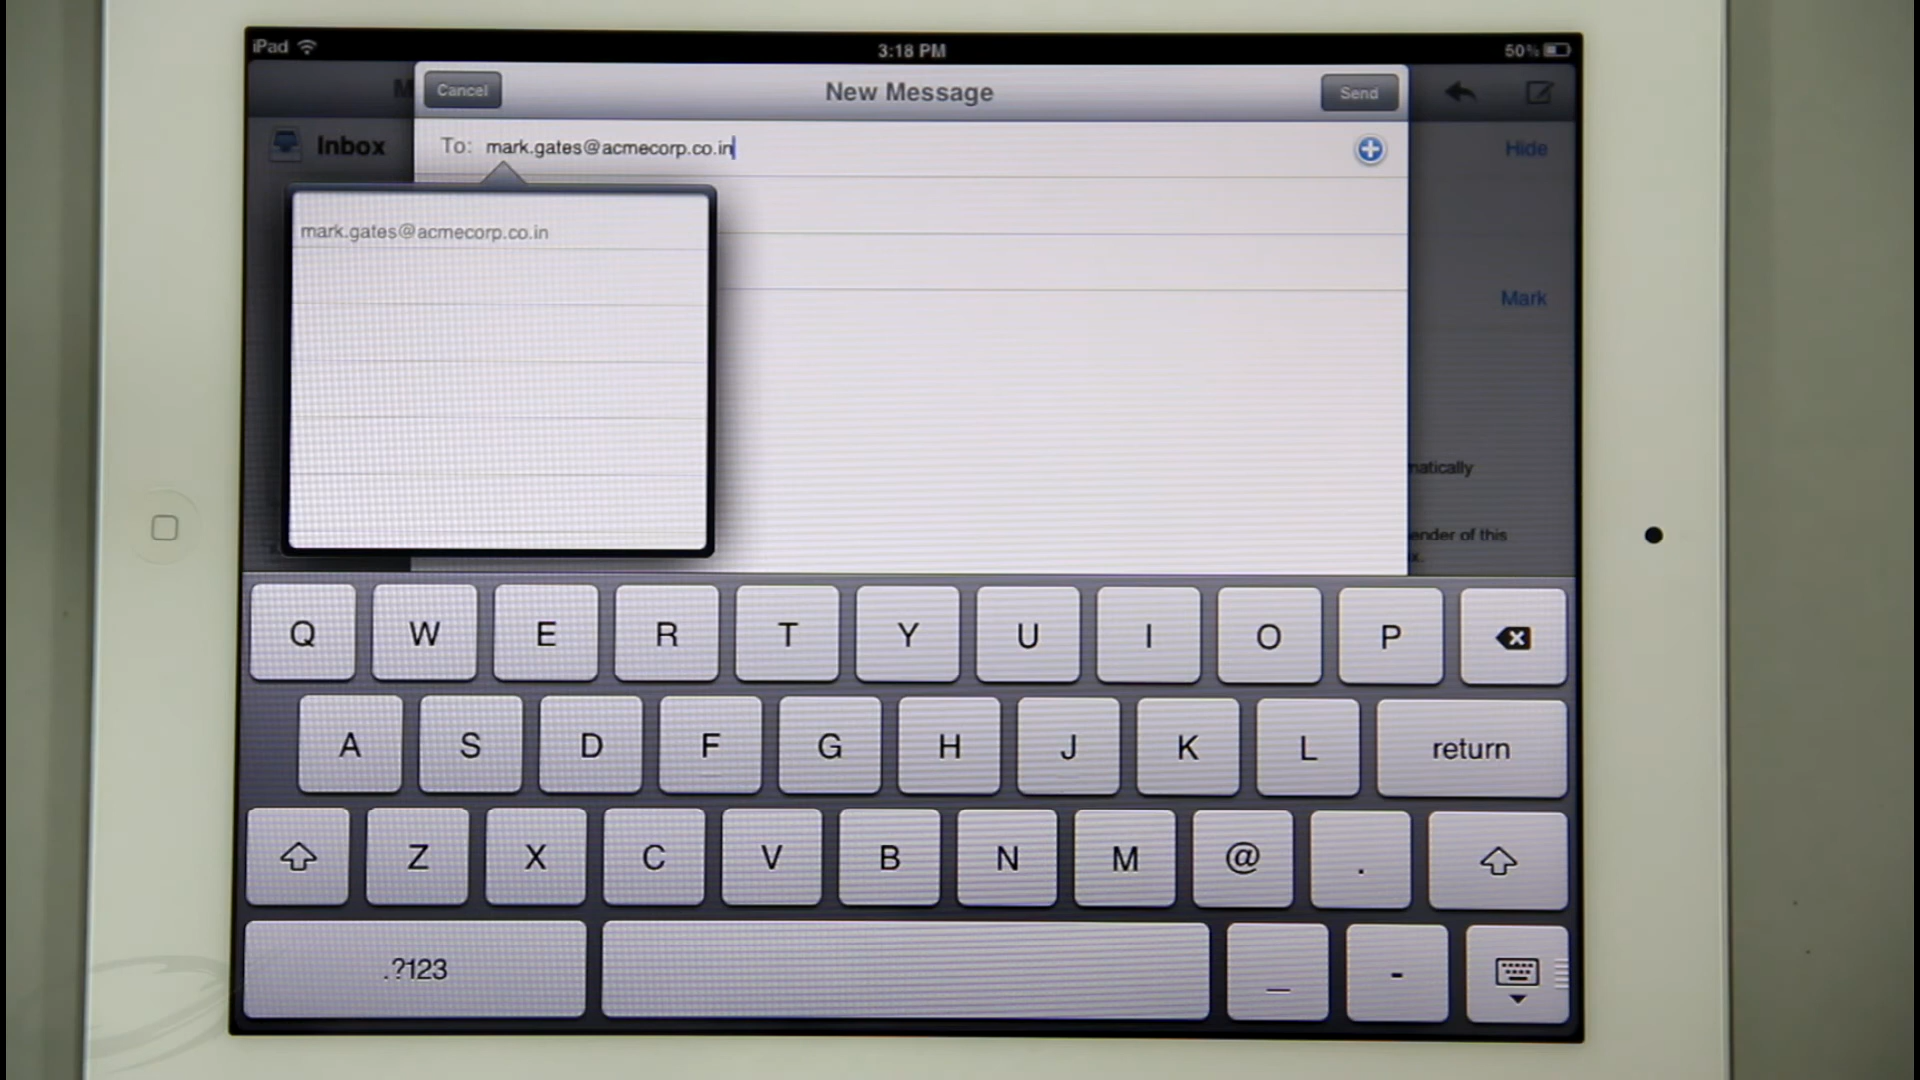 iPad 3:18 PM 50%
Cancel New Message Send
Inbox To: mark.gates@acmecorp.co.in Hide
mark.gates@acmecorp.co.in
Mark
matically
ender of this
Q W E R T Y U I O P
A S D F G H J K L return
Z X C V B N M @ .
.?123 _ -